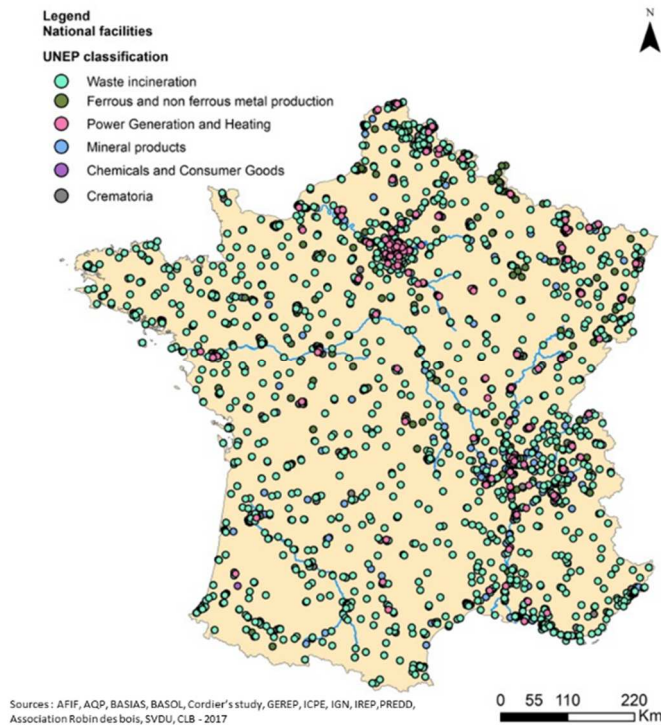 Legend
National facilities
UNEP classification
Waste incineration
Ferrous and non ferrous metal production
Power Generation and Heating
Mineral products
Chemicals and Consumer Goods
Crematoria
N
Sources : AFIF, AQP, BASIAS, BASOL, Cordier's study, GEREP, ICPE, IGN, IREP, PREDD,
Association Robin des bois, SVDU, CLB - 2017
0 55 110 220
Km